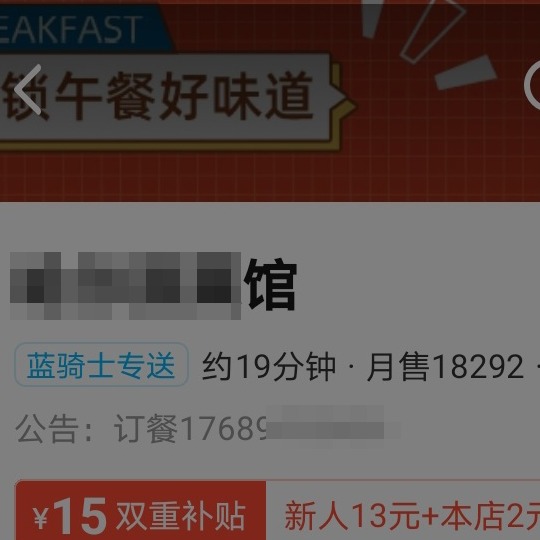 EAKFAST
锁午餐好味道
馆
蓝骑士专送 约19分钟 · 月售18292
公告：订餐17689
¥15 双重补贴 新人13元+本店2元